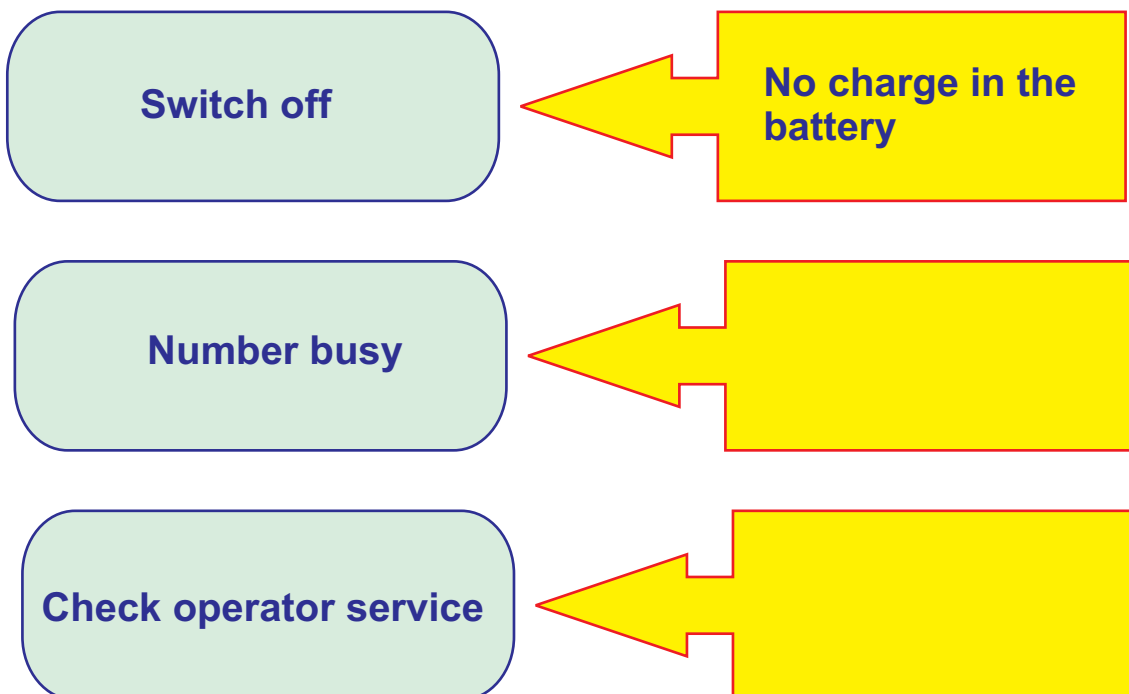 Switch off
No charge in the
battery
Number busy
Check operator service